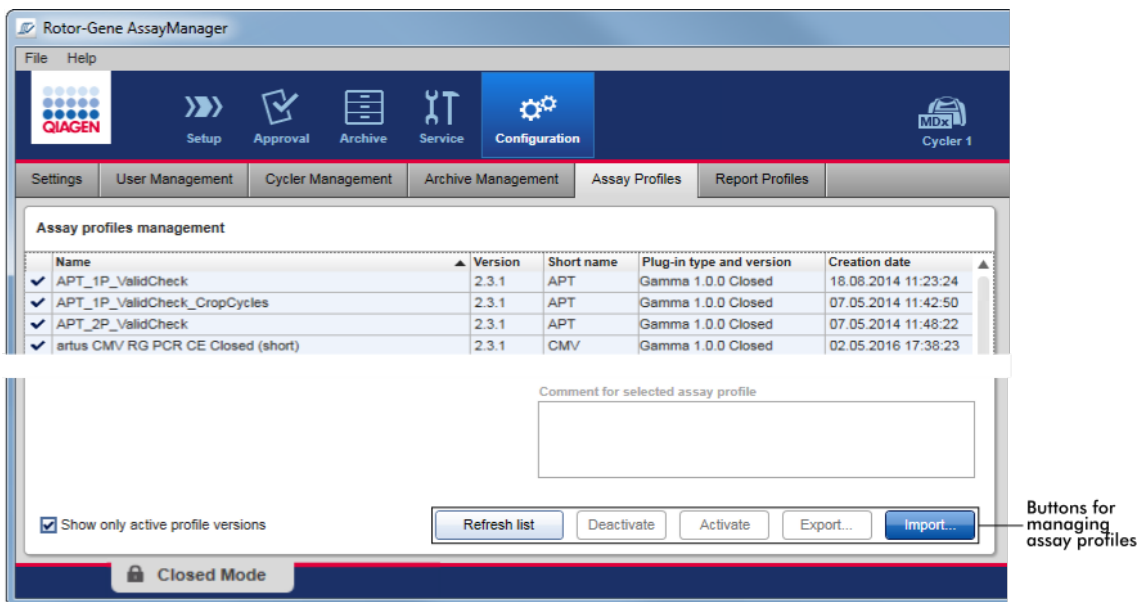 Rotor-Gene AssayManager
File Help
QIAGEN
Setup Approval Archive Service Configuration MDx Cycler 1
Settings User Management Cycler Management Archive Management Assay Profiles Report Profiles
Assay profiles management
Name Version Short name Plug-in type and version Creation date
APT_1P_ValidCheck 2.3.1 APT Gamma 1.0.0 Closed 18.08.2014 11:23:24
APT_1P_ValidCheck_CropCycles 2.3.1 APT Gamma 1.0.0 Closed 07.05.2014 11:42:50
APT_2P_ValidCheck 2.3.1 APT Gamma 1.0.0 Closed 07.05.2014 11:48:22
artus CMV RG PCR CE Closed (short) 2.3.1 CMV Gamma 1.0.0 Closed 02.05.2016 17:38:23
Comment for selected assay profile
Show only active profile versions
Refresh list Deactivate Activate Export... Import...
Buttons for
managing
assay profiles
Closed Mode